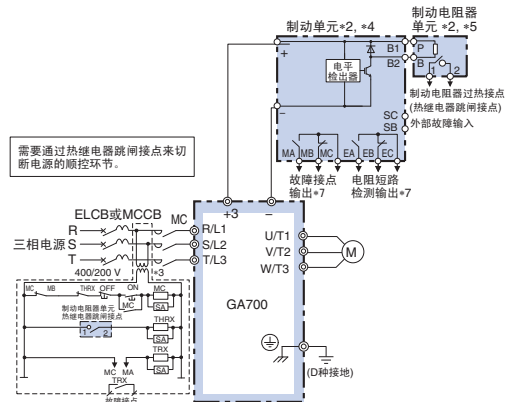 制动单元*2, *4
制动电阻器
单元 *2, *5
+
B1
P
B2
B
电平
检出器
1 2
−
制动电阻器过热接点
(热继电器跳闸接点)
SC
外部故障输入
SB
MA MB MC EA EB EC
需要通过热继电器跳闸接点来切
断电源的顺控环节。
故障接点
输出*7
电阻短路
检测输出*7
ELCB或MCCB
MC
+3
−
R
R/L1
U/T1
三相电源 S
S/L2
V/T2
M
T
T/L3
W/T3
400/200 V
*3
GA700
MC MB THRX OFF ON MC
MC
SA
制动电阻器单元
热继电器跳闸接点
THRX
1 2
SA
TRX
SA
MC MA
TRX
故障接点
(D种接地)